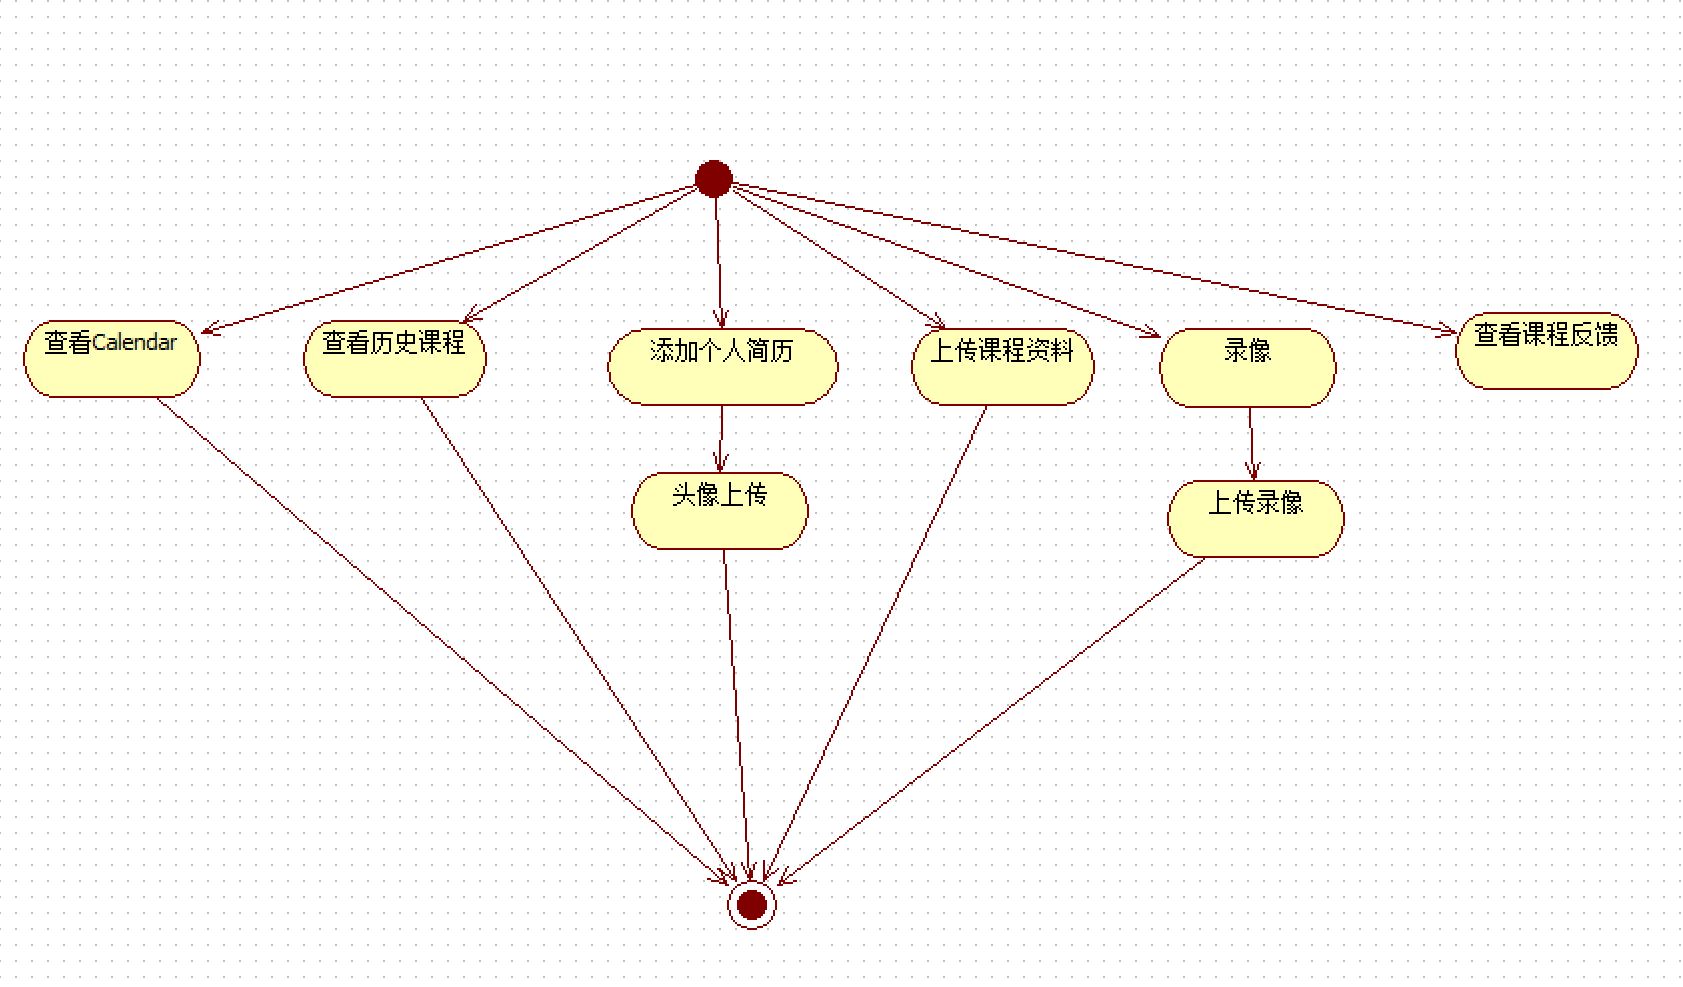 查看Calendar
查看历史课程
添加个人简历
上传课程资料
录像
查看课程反馈
头像上传
上传录像